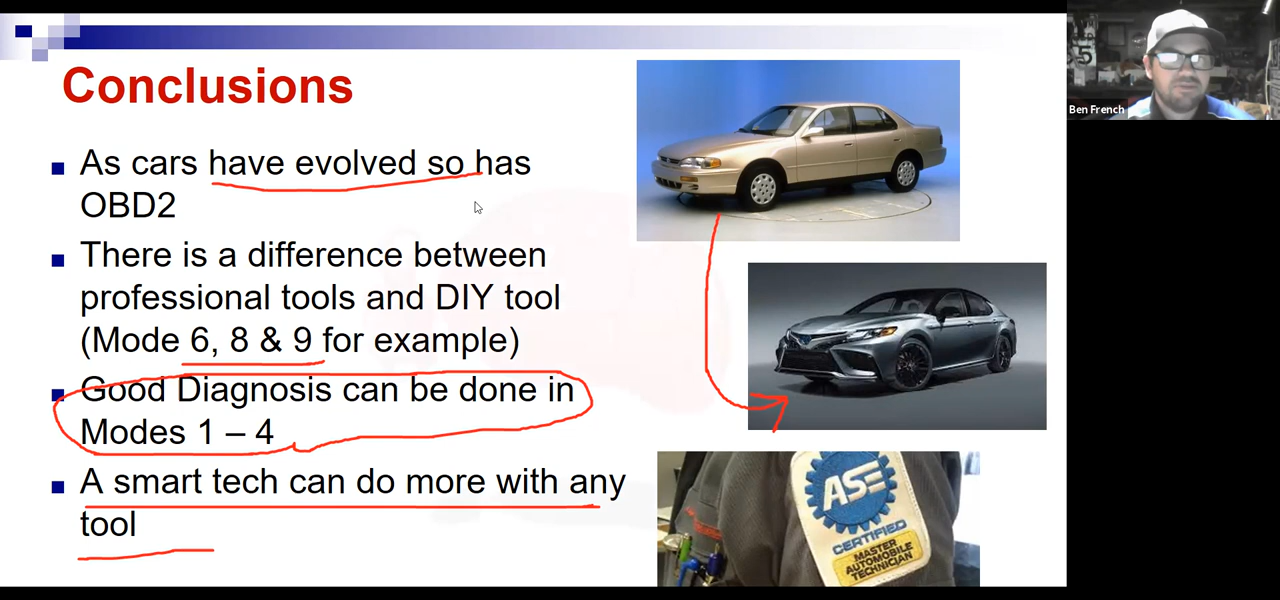 Conclusions
As cars have evolved so has
OBD2
There is a difference between
professional tools and DIY tool
(Mode 6, 8 & 9 for example)
Good Diagnosis can be done in
Modes 1 – 4
A smart tech can do more with any
tool
ASE
CERTIFIED
MASTER
AUTOMOBILE
TECHNICIAN
5
Ben French